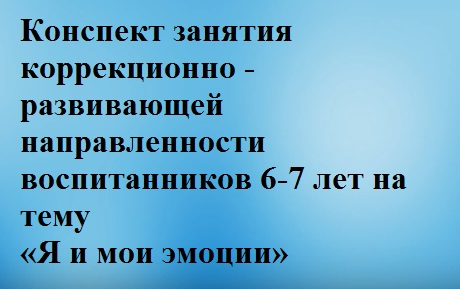 Конспект занятия
коррекционно -
развивающей
направленности
воспитанников 6-7 лет на
тему
«Я и мои эмоции»